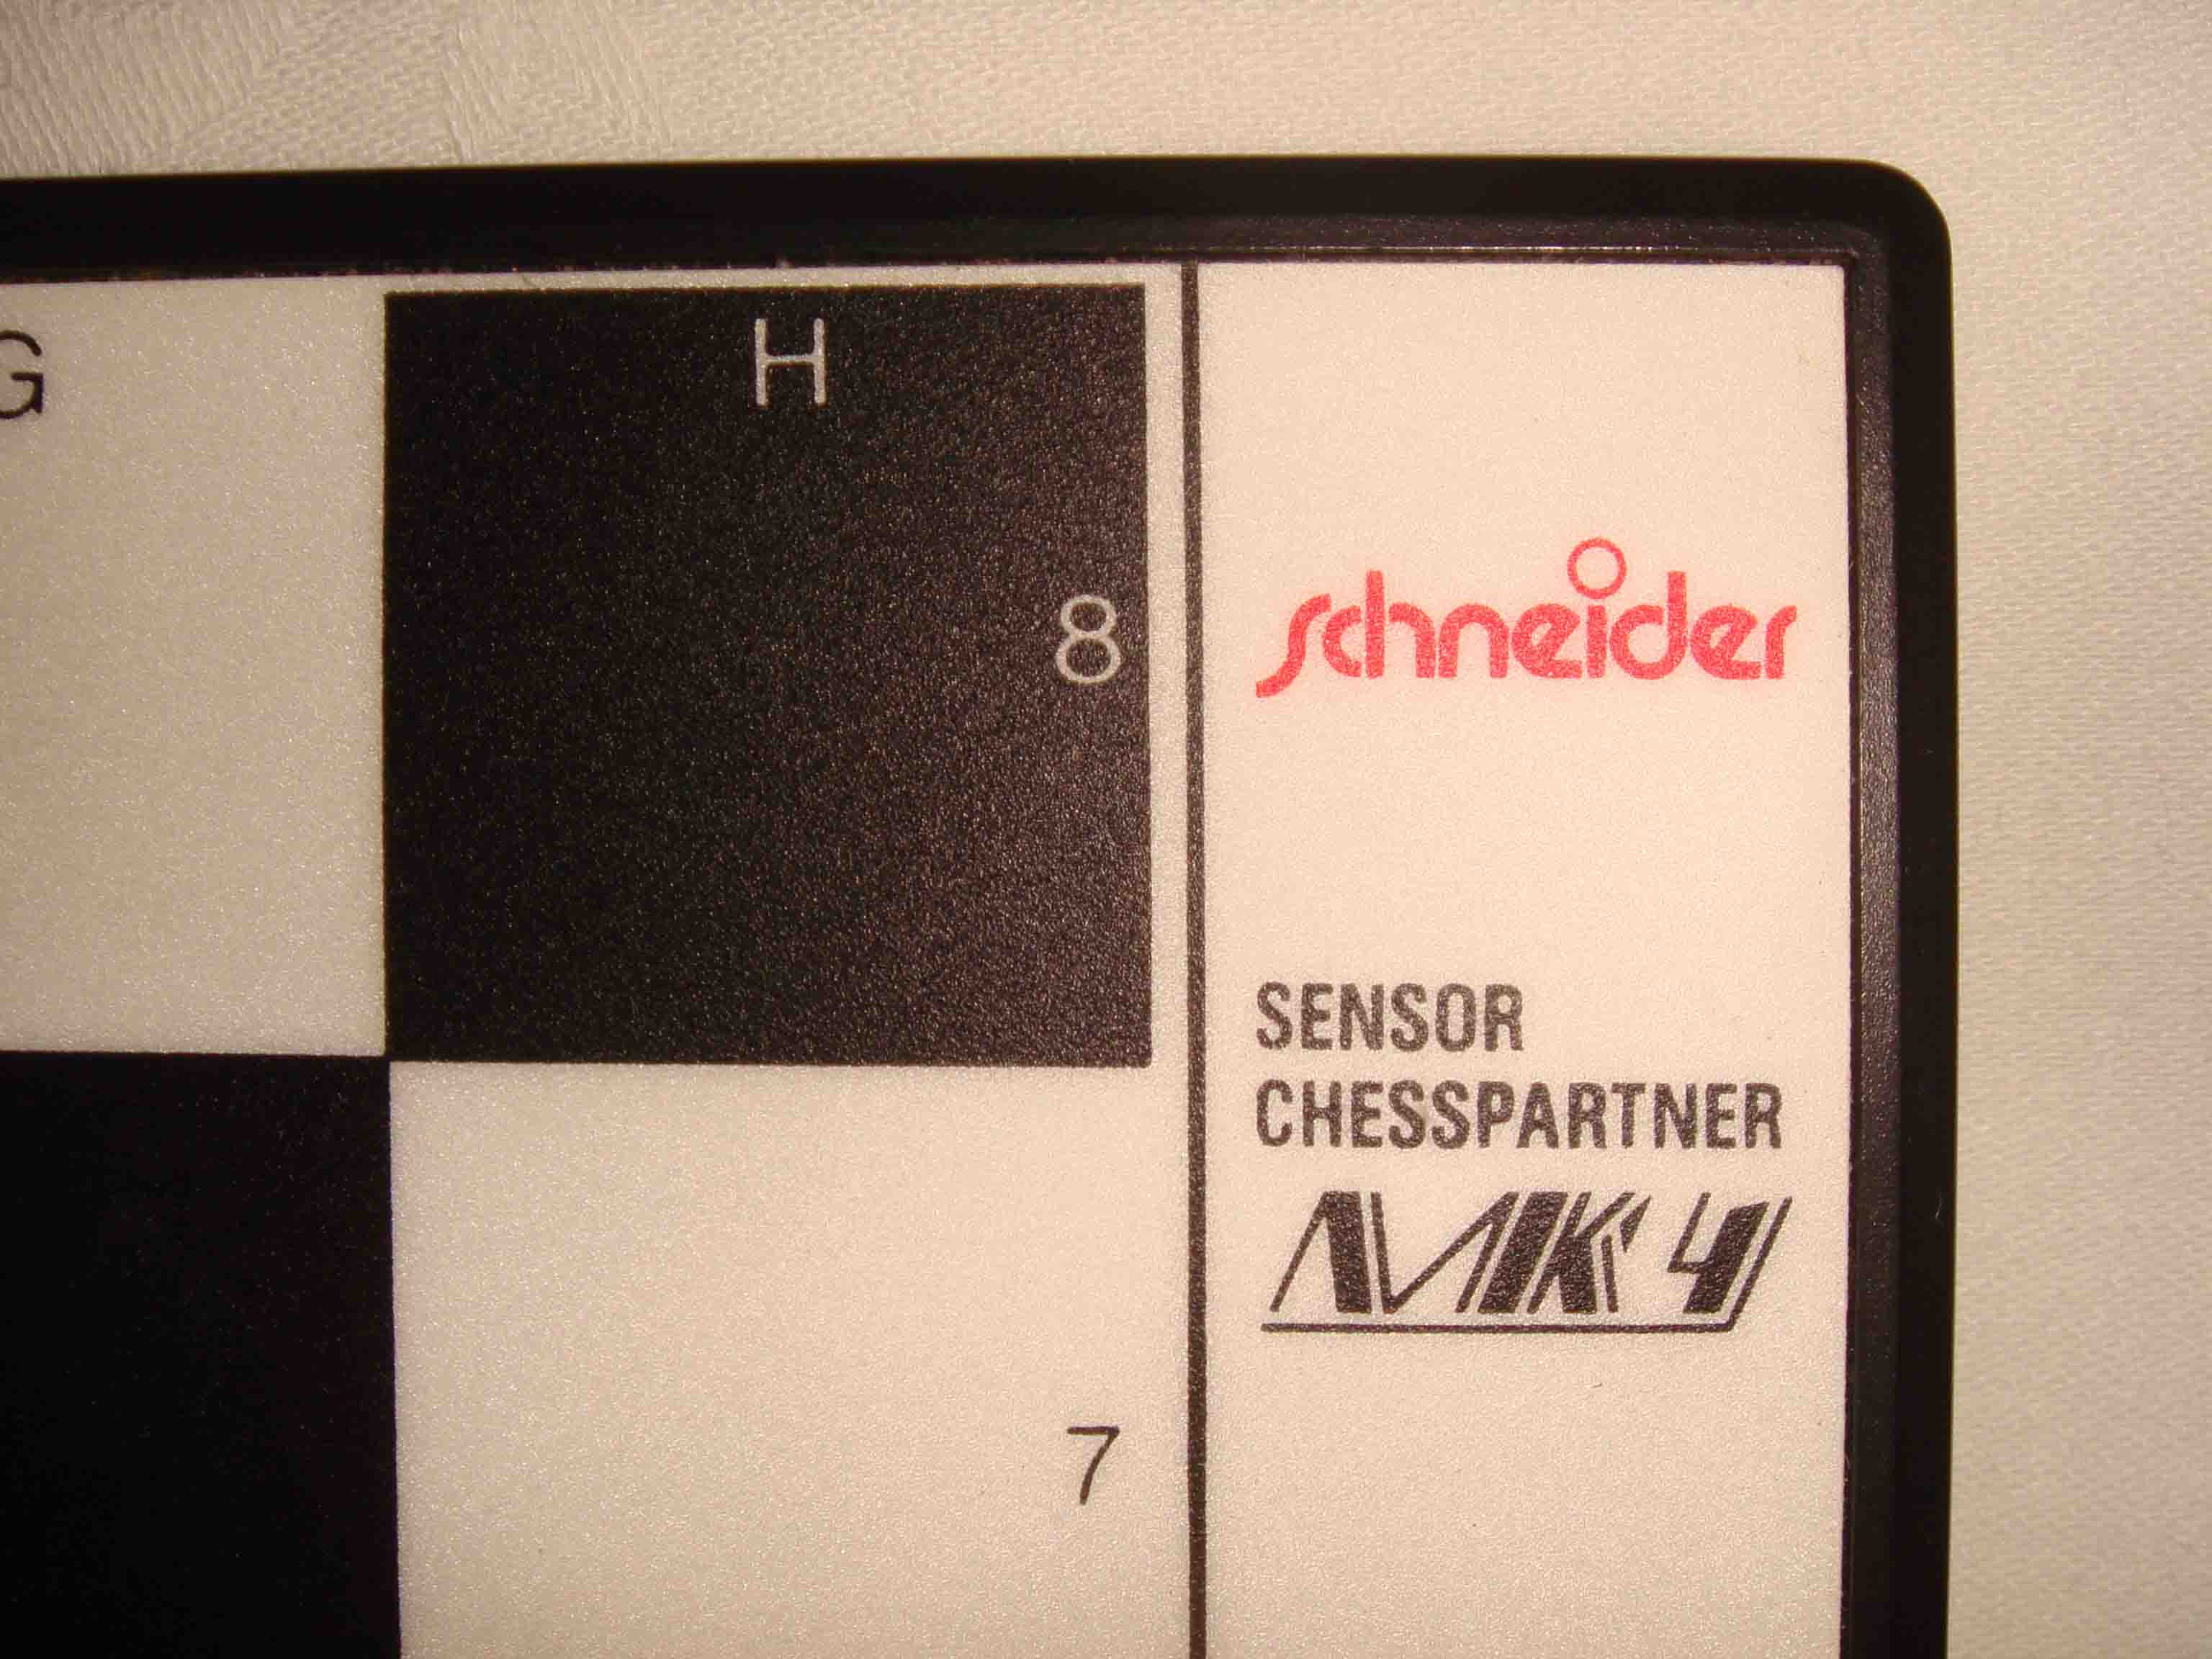 G
H
8
schneider
SENSOR
CHESSPARTNER
MK 4
7